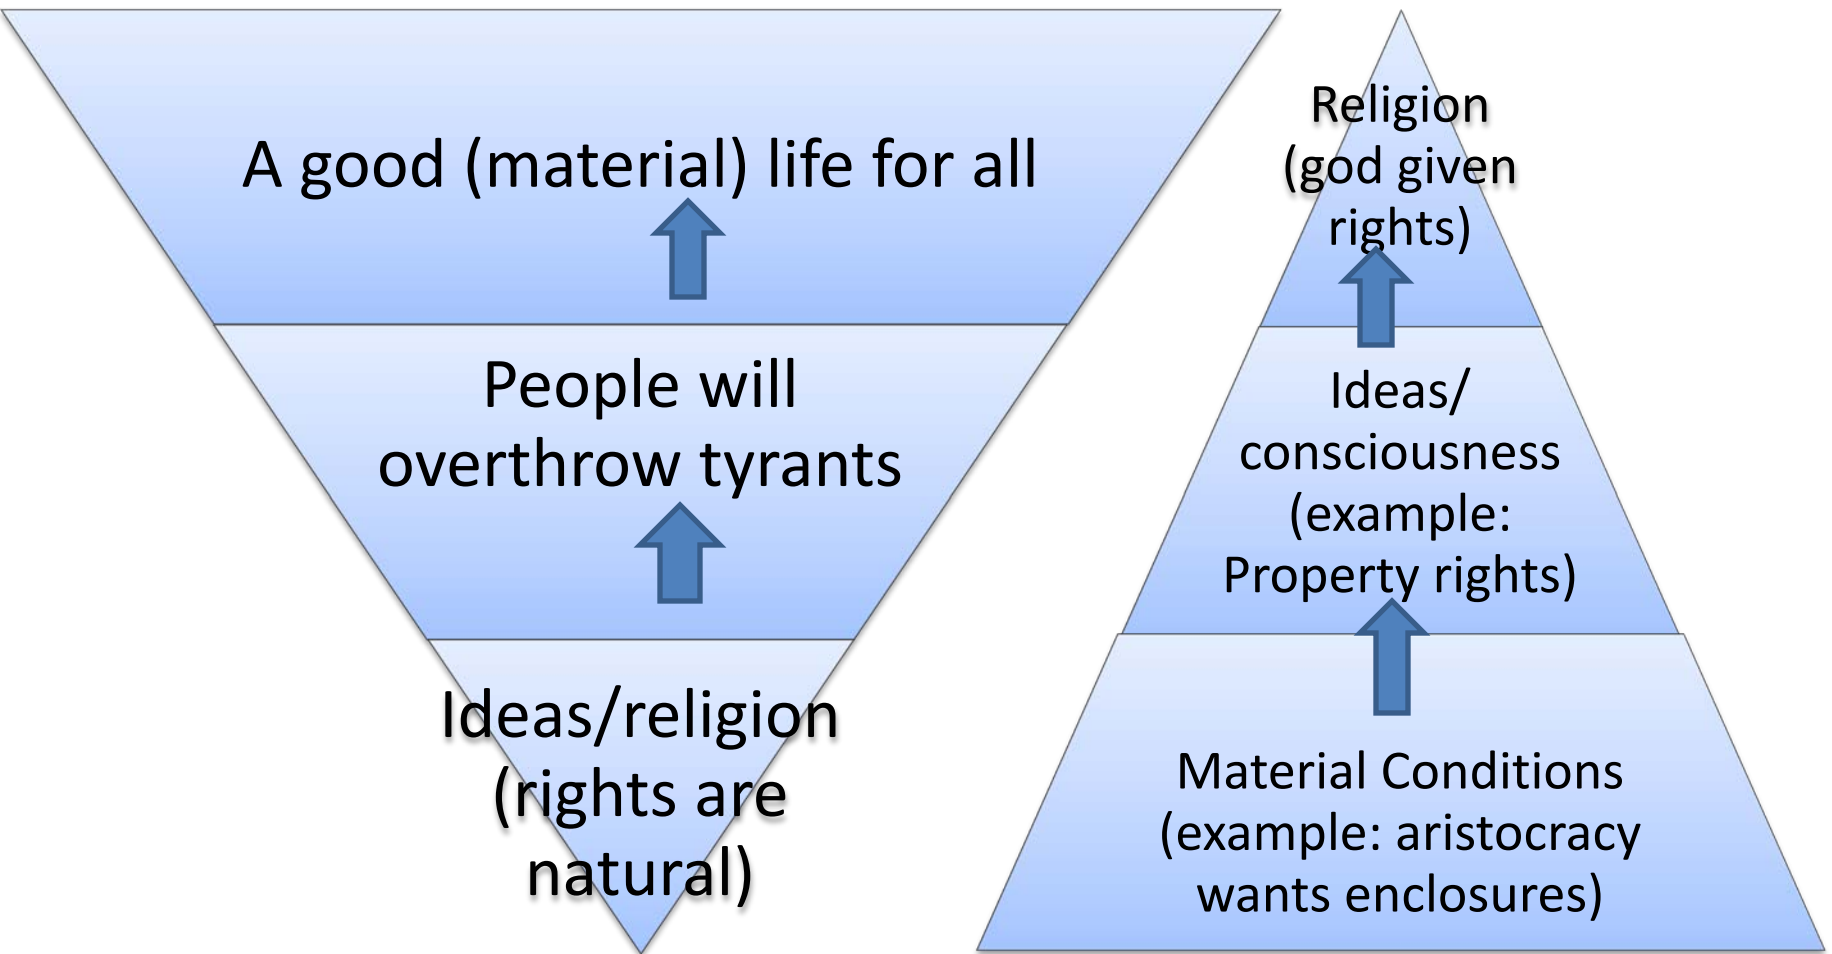 A good (material) life for all
People will
overthrow tyrants
Ideas/religion
(rights are
natural)
Religion
(god given
rights)
Ideas/
consciousness
(example:
Property rights)
Material Conditions
(example: aristocracy
wants enclosures)